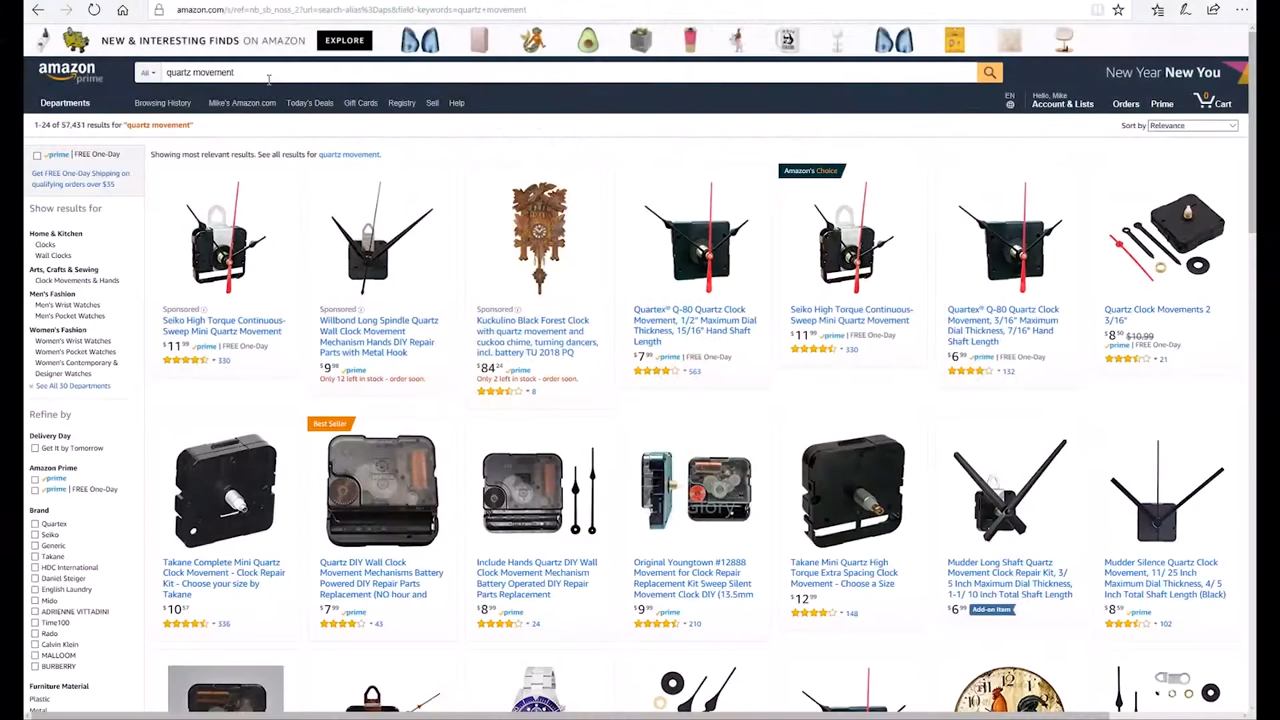 amazon.com/s/ref=nb_sb_noss_2?url=search-alias%3Daps&field-keywords=quartz+movement
NEW & INTERESTING FINDS ON AMAZON
EXPLORE
amazon prime
All
quartz movement
New Year New You
Departments
Browsing History
Mike's Amazon.com
Today's Deals
Gift Cards
Registry
Sell
Help
EN
Hello, Mike
Account & Lists
Orders
Prime
0
Cart
1-24 of 57,431 results for "quartz movement"
Sort by Relevance
prime | FREE One-Day
Get FREE One-Day Shipping on
qualifying orders over $35
Show results for
Home & Kitchen
Clocks
Wall Clocks
Arts, Crafts & Sewing
Clock Movements & Hands
Men's Fashion
Men's Wrist Watches
Men's Pocket Watches
Women's Fashion
Women's Wrist Watches
Women's Pocket Watches
Women's Contemporary &
Designer Watches
See All 30 Departments
Refine by
Delivery Day
Get It by Tomorrow
Amazon Prime
prime
prime | FREE One-Day
Brand
Quartex
Seiko
Generic
Takane
HDC International
Daniel Steiger
English Laundry
Mido
ADRIENNE VITTADINI
Time100
Rado
Calvin Klein
MALLOOM
BURBERRY
Furniture Material
Plastic
Metal
Showing most relevant results. See all results for quartz movement.
Sponsored
Seiko High Torque Continuous-
Sweep Mini Quartz Movement
$11 99 prime | FREE One-Day
330
Sponsored
Willbond Long Spindle Quartz
Wall Clock Movement
Mechanism Hands DIY Repair
Parts with Metal Hook
$9 98 prime
Only 12 left in stock - order soon.
Sponsored
Kuckulino Black Forest Clock
with quartz movement and
cuckoo chime, turning dancers,
incl. battery TU 2018 PQ
$84 24 prime
Only 2 left in stock - order soon.
8
Quartex® Q-80 Quartz Clock
Movement, 1/2" Maximum Dial
Thickness, 15/16" Hand Shaft
Length
$7 99 prime | FREE One-Day
563
Amazon's Choice
Seiko High Torque Continuous-
Sweep Mini Quartz Movement
$11 99 prime | FREE One-Day
330
Quartex® Q-80 Quartz Clock
Movement, 3/16" Maximum
Dial Thickness, 7/16" Hand
Shaft Length
$6 99 prime | FREE One-Day
132
Quartz Clock Movements 2
3/16"
$8 50 $10.99
prime | FREE One-Day
21
Takane Complete Mini Quartz
Clock Movement - Clock Repair
Kit - Choose your size by
Takane
$10 57
336
Best Seller
Quartz DIY Wall Clock
Movement Mechanisms Battery
Powered DIY Repair Parts
Replacement (NO hour and
$7 99 prime
43
Include Hands Quartz DIY Wall
Clock Movement Mechanism
Battery Operated DIY Repair
Parts Replacement
$8 99 prime
24
Glory
Original Youngtown #12888
Movement for Clock Repair
Replacement Kit Sweep Silent
Movement Clock DIY (13.5mm
$9 99 prime
210
Takane Mini Quartz High
Torque Extra Spacing Clock
Movement - Choose a Size
$12 99
148
Mudder Long Shaft Quartz
Movement Clock Repair Kit, 3/
5 Inch Maximum Dial Thickness,
1-1/ 10 Inch Total Shaft Length
$6 99 Add-on Item
Mudder Silence Quartz Clock
Movement, 11/ 25 Inch
Maximum Dial Thickness, 4/ 5
Inch Total Shaft Length (Black)
$8 59 prime
102